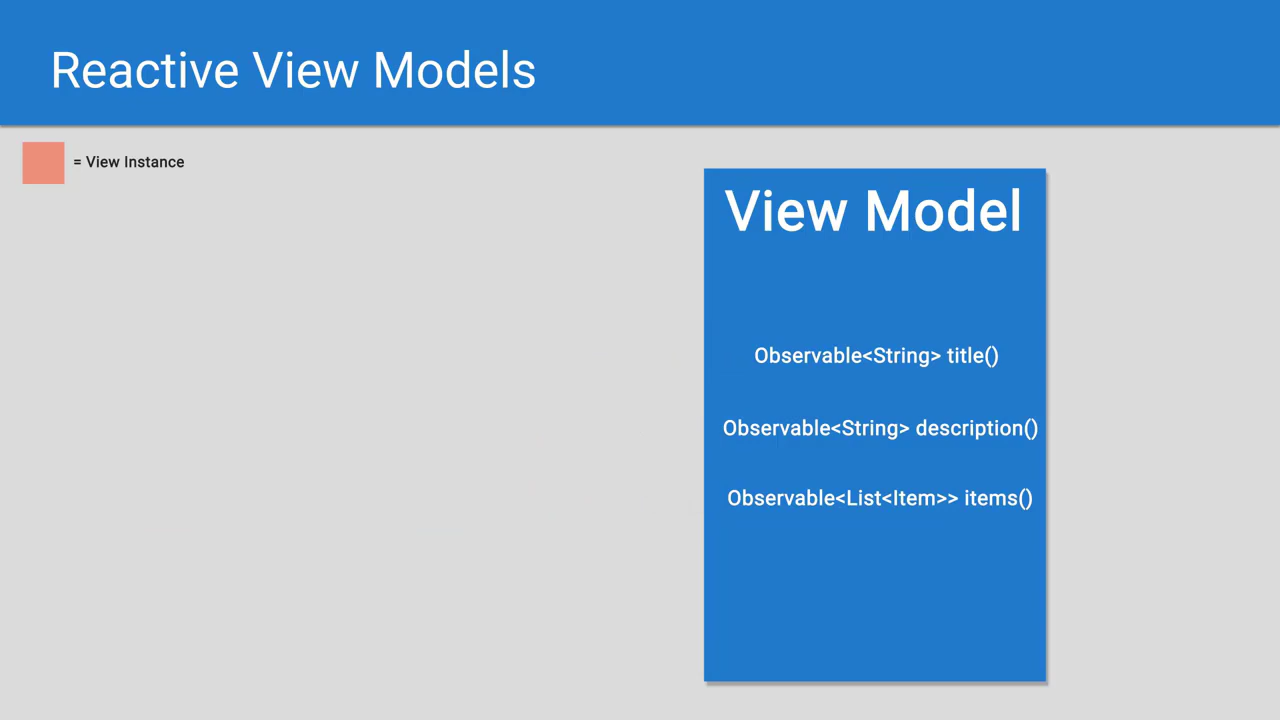 Reactive View Models
= View Instance
View Model
Observable<String> title()
Observable<String> description()
Observable<List<Item>> items()